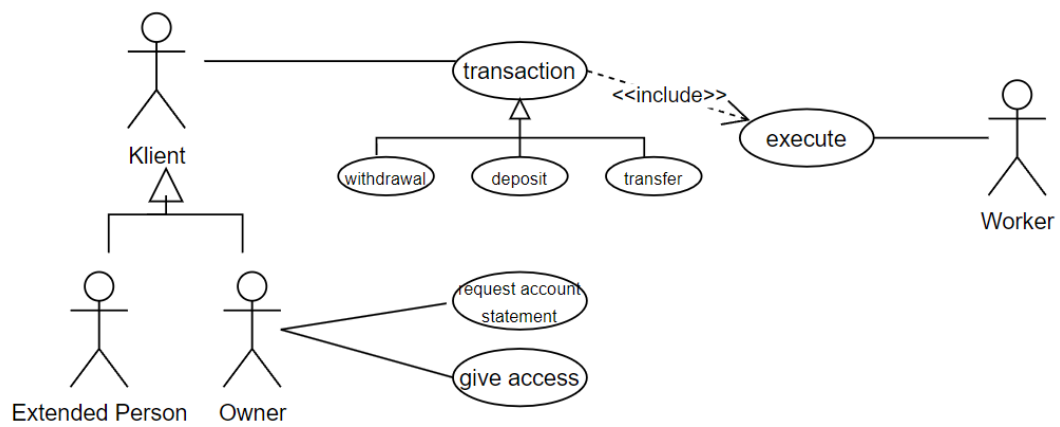 transaction
<<include>>
execute
Klient
withdrawal
deposit
transfer
Worker
request account
statement
give access
Extended Person
Owner